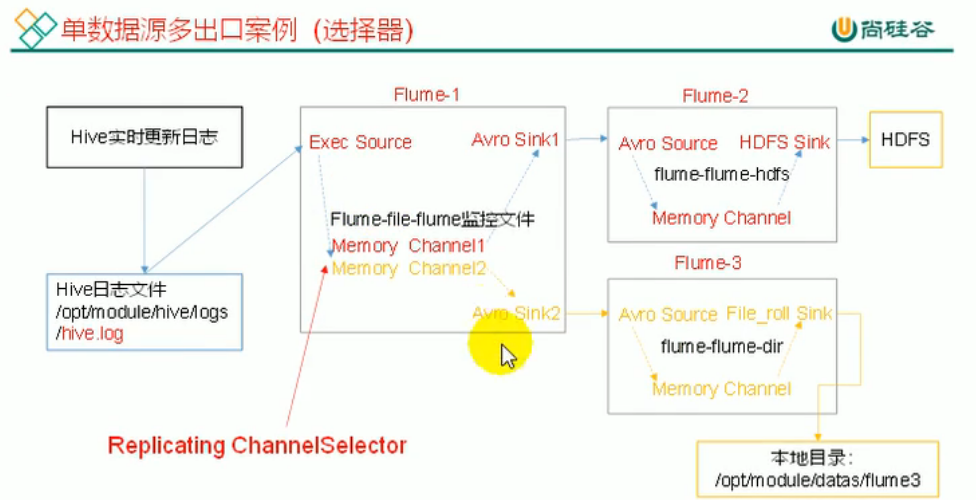 单数据源多出口案例（选择器）
尚硅谷
Flume-1
Flume-2
Hive实时更新日志
Exec Source
Avro Sink1
Avro Source
HDFS Sink
HDFS
flume-flume-hdfs
Memory Channel
Flume-file-flume监控文件
Memory Channel1
Memory Channel2
Flume-3
Hive日志文件
/opt/module/hive/logs
/hive.log
Avro Sink2
Avro Source
File_roll Sink
flume-flume-dir
Memory Channel
Replicating ChannelSelector
本地目录：
/opt/module/datas/flume3